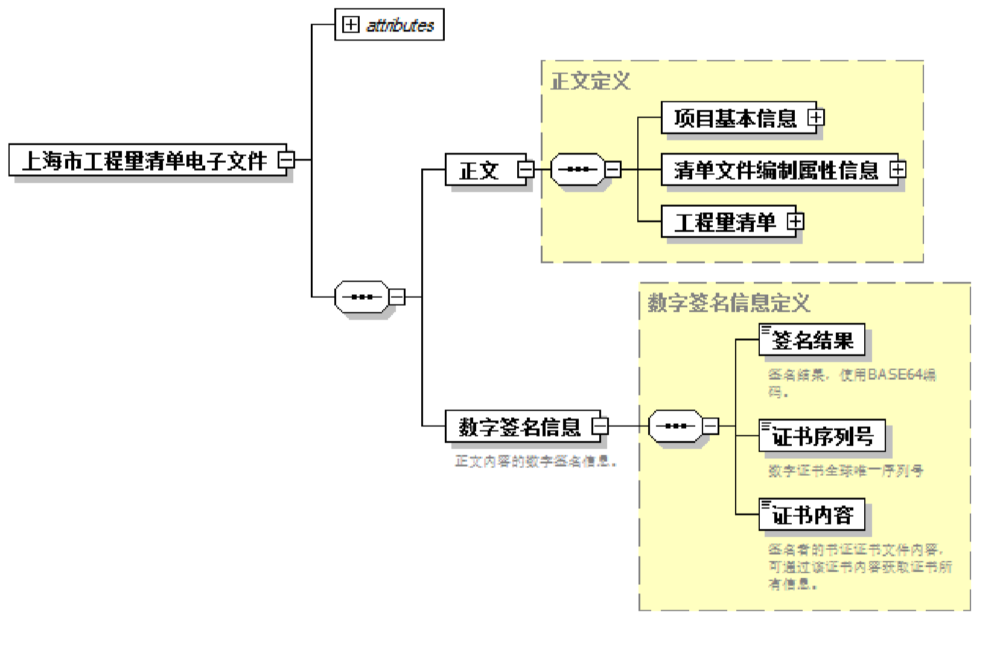 attributes
正文定义
项目基本信息
上海市工程量清单电子文件
正文
清单文件编制属性信息
工程量清单
数字签名信息定义
签名结果
签名结果，使用BASE64编
码。
数字签名信息
正文内容的数字签名信息。
证书序列号
数字证书全球唯一序列号
证书内容
签名者的书证证书文件内容，
可通过该证书内容获取证书所
有信息。